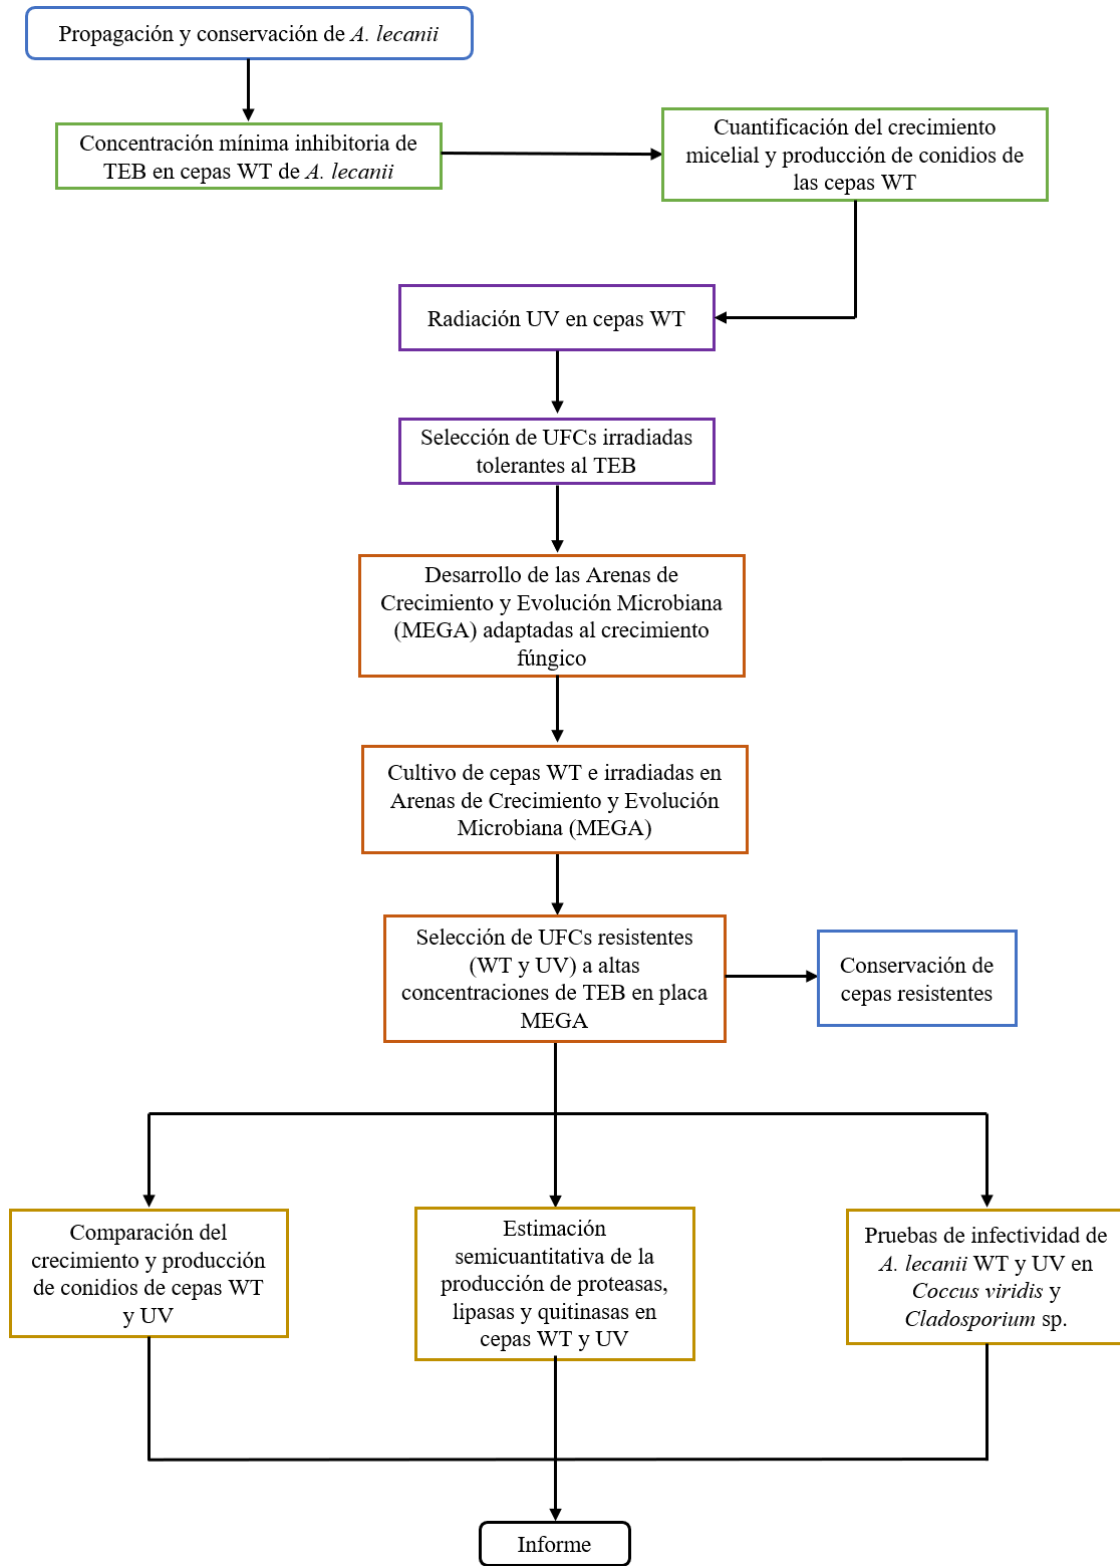 Propagación y conservación de A. lecanii
Concentración mínima inhibitoria de
TEB en cepas WT de A. lecanii
Cuantificación del crecimiento
micelial y producción de conidios de
las cepas WT
Radiación UV en cepas WT
Selección de UFCs irradiadas
tolerantes al TEB
Desarrollo de las Arenas de
Crecimiento y Evolución Microbiana
(MEGA) adaptadas al crecimiento
fúngico
Cultivo de cepas WT e irradiadas en
Arenas de Crecimiento y Evolución
Microbiana (MEGA)
Selección de UFCs resistentes
(WT y UV) a altas
concentraciones de TEB en placa
MEGA
Conservación de
cepas resistentes
Comparación del
crecimiento y producción
de conidios de cepas WT
y UV
Estimación
semicuantitativa de la
producción de proteasas,
lipasas y quitinasas en
cepas WT y UV
Pruebas de infectividad de
A. lecanii WT y UV en
Coccus viridis y
Cladosporium sp.
Informe